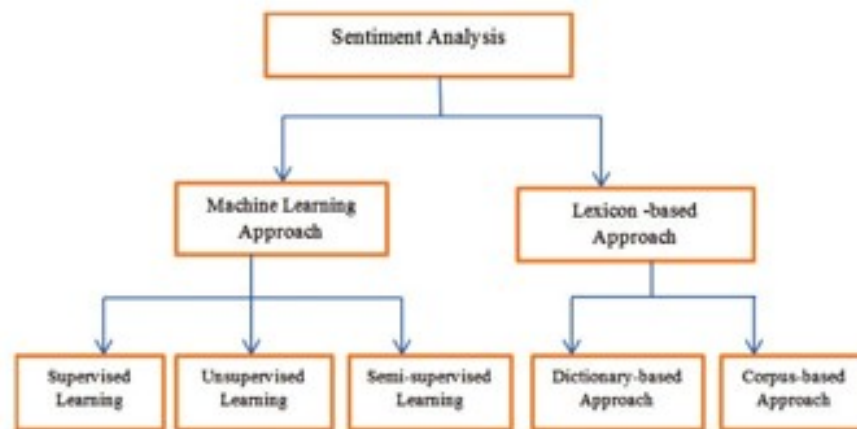 Sentiment Analysis
Machine Learning
Approach
Lexicon -based
Approach
Supervised
Learning
Unsupervised
Learning
Semi-supervised
Learning
Dictionary-based
Approach
Corpus-based
Approach